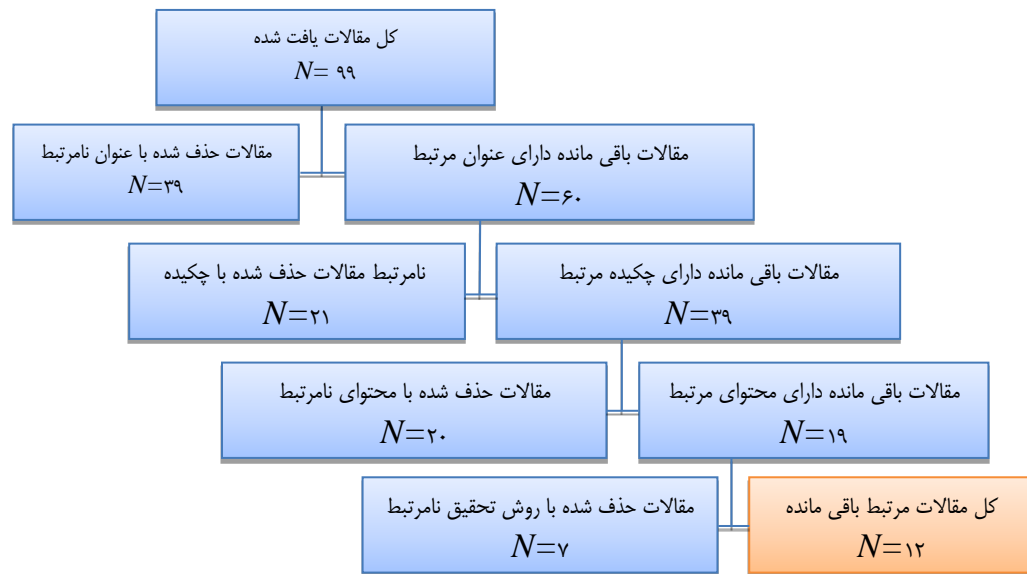 کل مقالات یافت شده
N= ۹۹
مقالات باقی مانده دارای عنوان مرتبط
N=۶۰
مقالات حذف شده با عنوان نامرتبط
N=۳۹
مقالات باقی مانده دارای چکیده مرتبط
N=۳۹
نامرتبط مقالات حذف شده با چکیده
N=۲۱
مقالات باقی مانده دارای محتوای مرتبط
N=۱۹
مقالات حذف شده با محتوای نامرتبط
N=۲۰
کل مقالات مرتبط باقی مانده
N=۱۲
مقالات حذف شده با روش تحقیق نامرتبط
N=۷